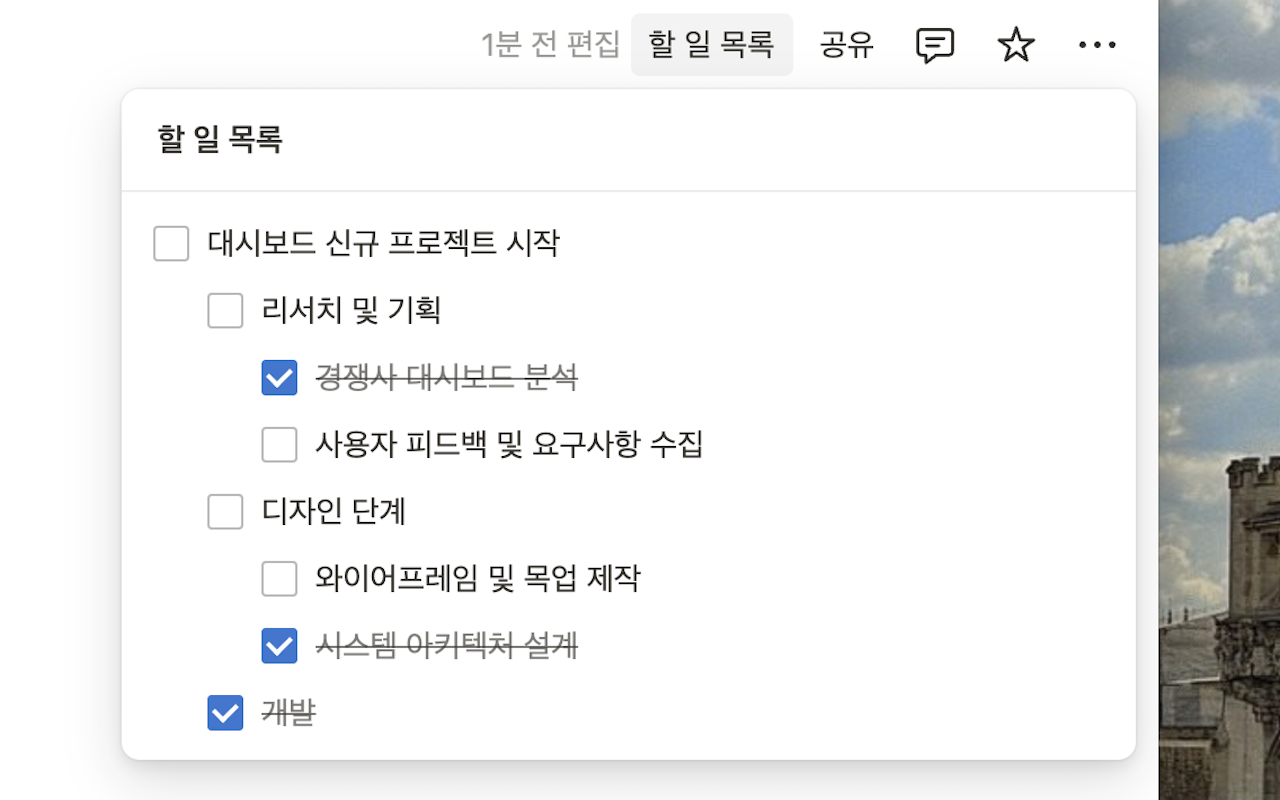 1분 전 편집 할 일 목록 공유
할 일 목록
대시보드 신규 프로젝트 시작
리서치 및 기획
경쟁사 대시보드 분석
사용자 피드백 및 요구사항 수집
디자인 단계
와이어프레임 및 목업 제작
시스템 아키텍처 설계
개발